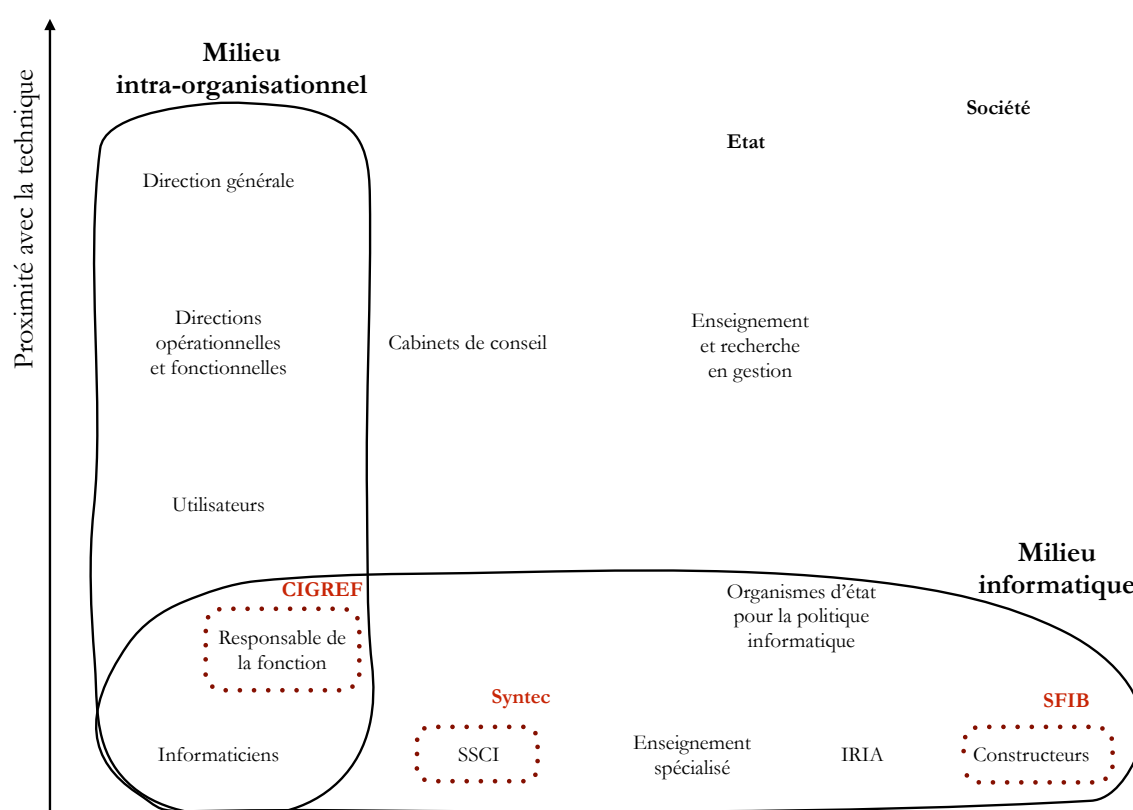 Proximité avec la technique
Milieu
intra-organisationnel
Société
Etat
Direction générale
Directions
opérationnelles
et fonctionnelles
Cabinets de conseil
Enseignement
et recherche
en gestion
Utilisateurs
Milieu
informatique
CIGREF
Responsable de
la fonction
Organismes d'état
pour la politique
informatique
Syntec
SFIB
Informaticiens
SSCI
Enseignement
spécialisé
IRIA
Constructeurs